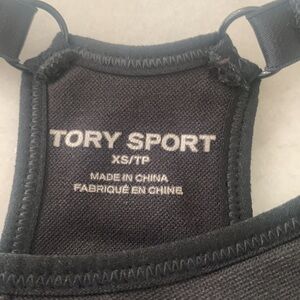 TORY SPORT
XS/TP
MADE IN CHINA
FABRIQUÉ EN CHINE